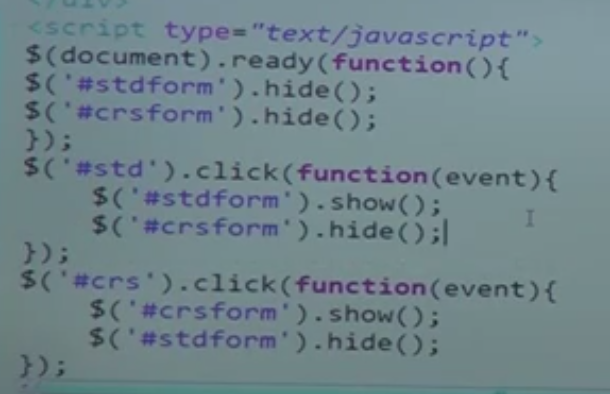 </div>
<script type="text/javascript">
$(document).ready(function(){
$('#stdform').hide();
$('#crsform').hide();
});
$('#std').click(function(event){
$('#stdform').show();
$('#crsform').hide();
});
$('#crs').click(function(event){
$('#crsform').show();
$('#stdform').hide();
});